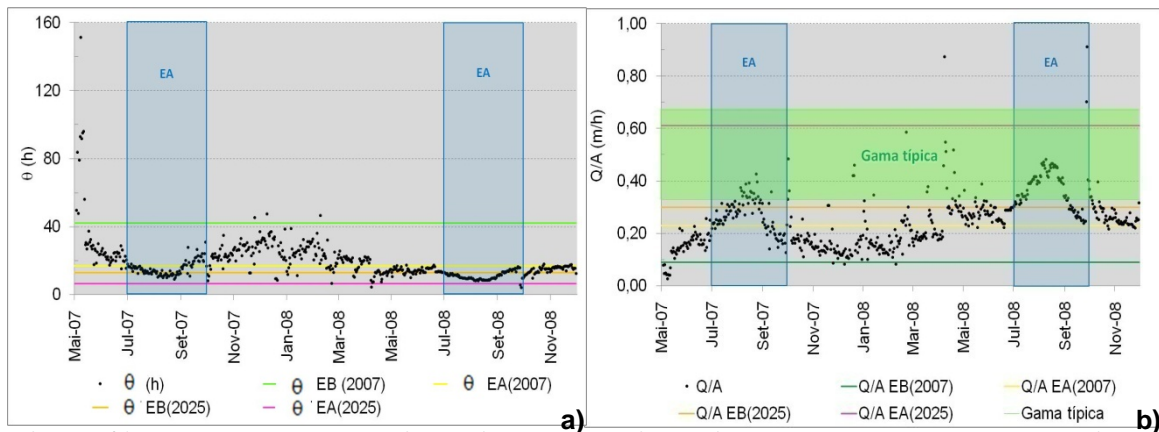 160
120
80
40
0
θ (h)
EA
EA
Mai-07
Jul-07
Set-07
Nov-07
Jan-08
Mar-08
Mai-08
Jul-08
Set-08
Nov-08
θ (h)
θ EB (2007)
θ EA(2007)
θ EB(2025)
θ EA(2025)
a)
1,00
0,80
0,60
0,40
0,20
0,00
Q/A (m/h)
EA
EA
Gama típica
Mai-07
Jul-07
Set-07
Nov-07
Jan-08
Mar-08
Mai-08
Jul-08
Set-08
Nov-08
Q/A
Q/A EB(2007)
Q/A EA(2007)
Q/A EB(2025)
Q/A EA(2025)
Gama típica
b)